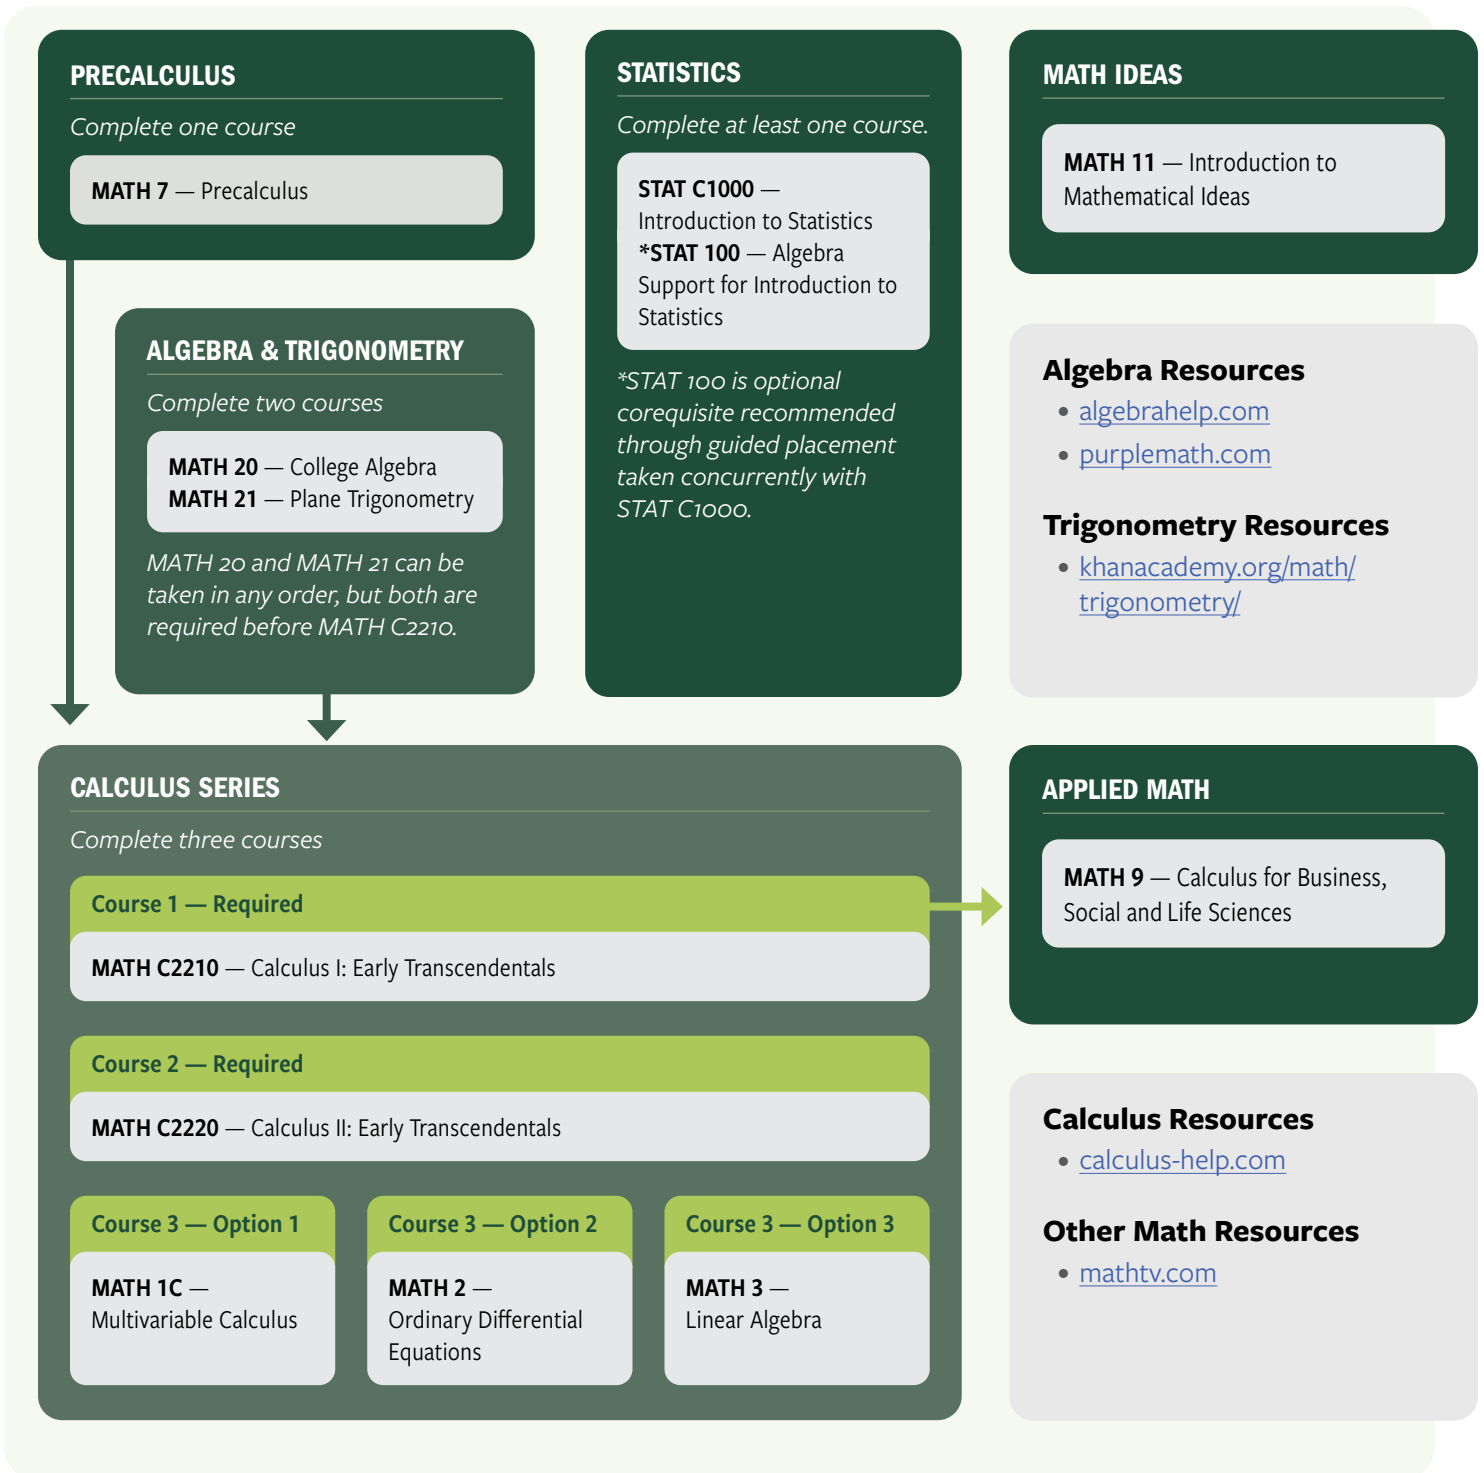 PRECALCULUS
Complete one course
MATH 7 — Precalculus
ALGEBRA & TRIGONOMETRY
Complete two courses
MATH 20 — College Algebra
MATH 21 — Plane Trigonometry
MATH 20 and MATH 21 can be
taken in any order, but both are
required before MATH C2210.
STATISTICS
Complete at least one course.
STAT C1000 —
Introduction to Statistics
*STAT 100 — Algebra
Support for Introduction to
Statistics
*STAT 100 is optional
corequisite recommended
through guided placement
taken concurrently with
STAT C1000.
MATH IDEAS
MATH 11 — Introduction to
Mathematical Ideas
Algebra Resources
• algebrahelp.com
• purplemath.com
Trigonometry Resources
• khanacademy.org/math/
trigonometry/
CALCULUS SERIES
Complete three courses
Course 1 — Required
MATH C2210 — Calculus I: Early Transcendentals
Course 2 — Required
MATH C2220 — Calculus II: Early Transcendentals
Course 3 — Option 1
MATH 1C —
Multivariable Calculus
Course 3 — Option 2
MATH 2 —
Ordinary Differential
Equations
Course 3 — Option 3
MATH 3 —
Linear Algebra
APPLIED MATH
MATH 9 — Calculus for Business,
Social and Life Sciences
Calculus Resources
• calculus-help.com
Other Math Resources
• mathtv.com